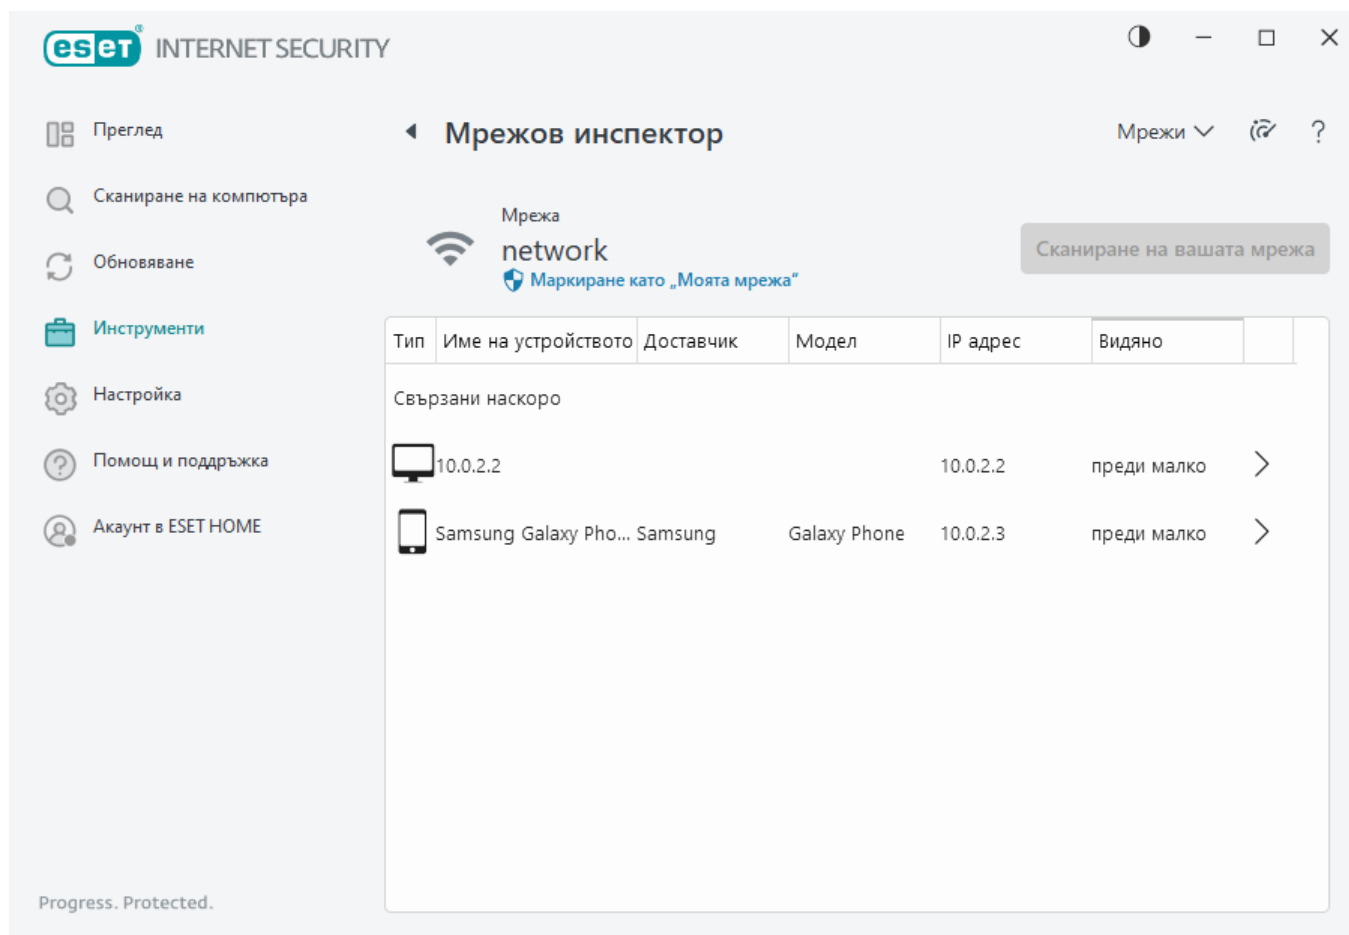 eset® INTERNET SECURITY
Преглед
Сканиране на компютъра
Обновяване
Инструменти
Настройка
Помощ и поддръжка
Акаунт в ESET HOME
Progress. Protected.
Мрежов инспектор
Мрежи
?
Мрежа
network
Маркиране като „Моята мрежа“
Сканиране на вашата мрежа
Тип Име на устройството Доставчик Модел IP адрес Видяно
Свързани наскоро
10.0.2.2 10.0.2.2 преди малко
Samsung Galaxy Pho... Samsung Galaxy Phone 10.0.2.3 преди малко